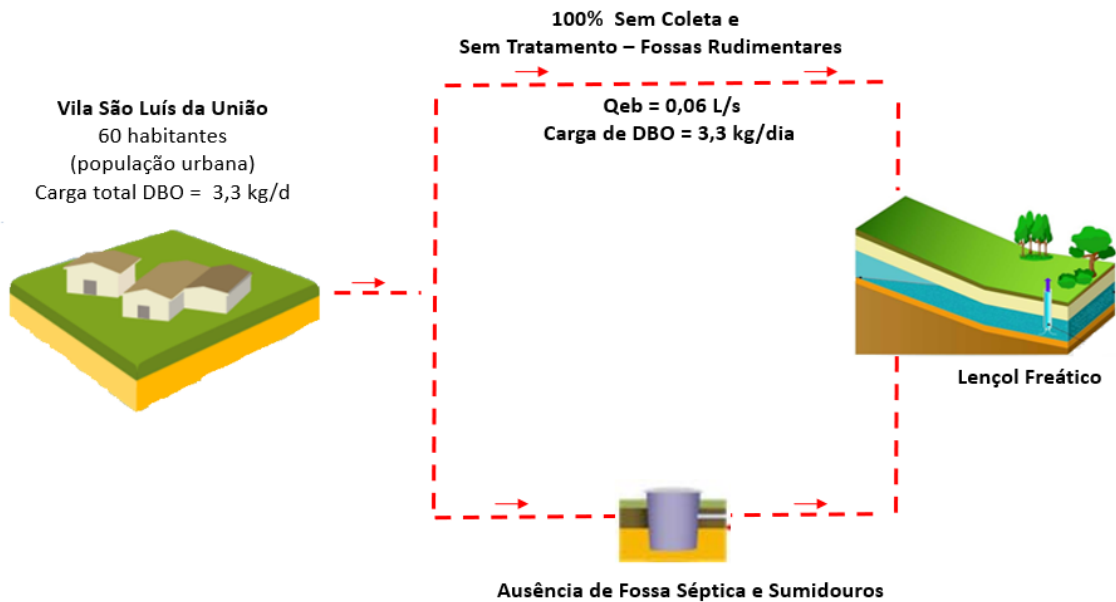 100% Sem Coleta e
Sem Tratamento – Fossas Rudimentares
Qeb = 0,06 L/s
Carga de DBO = 3,3 kg/dia
Vila São Luís da União
60 habitantes
(população urbana)
Carga total DBO = 3,3 kg/d
Lençol Freático
Ausência de Fossa Séptica e Sumidouros